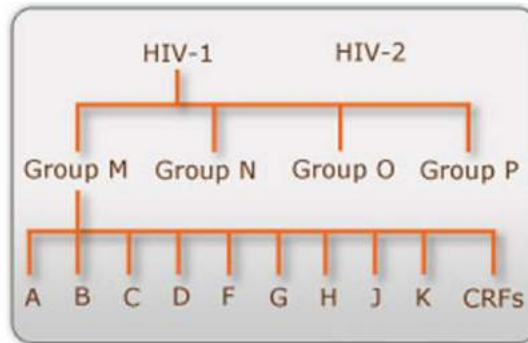 HIV-1 HIV-2
Group M Group N Group O Group P
A B C D F G H J K CRFs